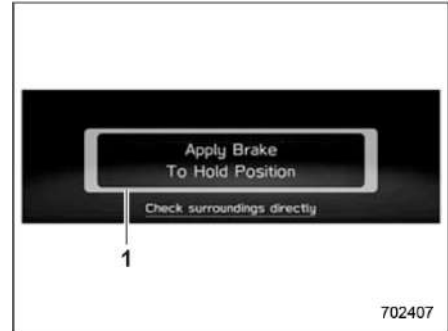 Apply Brake
To Hold Position
Check surroundings directly
1
702407